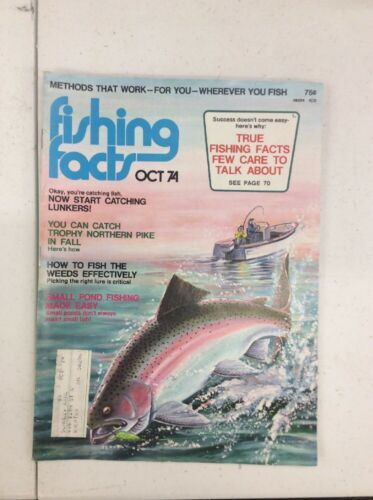 METHODS THAT WORK—FOR YOU—WHEREVER YOU FISH 75¢
fishing
facts OCT 74
Success doesn't come easy-
here's why:
TRUE
FISHING FACTS
FEW CARE TO
TALK ABOUT
SEE PAGE 70
Okay, you're catching fish,
NOW START CATCHING
LUNKERS!
YOU CAN CATCH
TROPHY NORTHERN PIKE
IN FALL
Here's how
HOW TO FISH THE
WEEDS EFFECTIVELY
Picking the right lure is critical
SMALL POND FISHING
MADE EASY
Small ponds don't always
mean small fish!